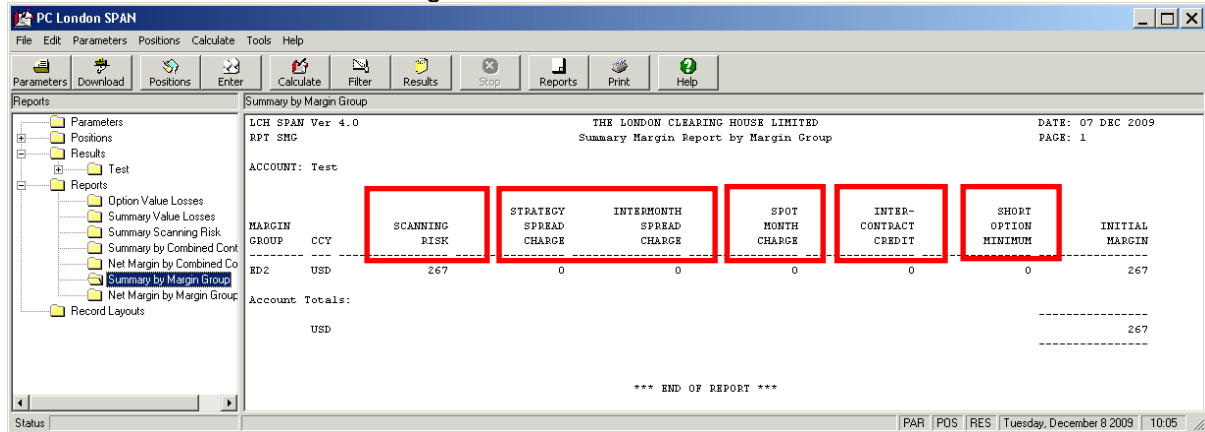 PC London SPAN
File Edit Parameters Positions Calculate Tools Help
Parameters Download Positions Enter Calculate Filter Results Stop Reports Print Help
Reports
Summary by Margin Group
Parameters
Positions
Results
Test
Reports
Option Value Losses
Summary Value Losses
Summary Scanning Risk
Summary by Combined Cont
Net Margin by Combined Co
Summary by Margin Group
Net Margin by Margin Group
Record Layouts
LCH SPAN Ver 4.0 THE LONDON CLEARING HOUSE LIMITED DATE: 07 DEC 2009
RPT SMG Summary Margin Report by Margin Group PAGE: 1
ACCOUNT: Test
STRATEGY INTERMONTH SPOT INTER- SHORT
MARGIN SCANNING SPREAD SPREAD MONTH CONTRACT OPTION INITIAL
GROUP CCY RISK CHARGE CHARGE CHARGE CREDIT MINIMUM MARGIN
ED2 USD 267 0 0 0 0 0 267
Account Totals:
USD 267
*** END OF REPORT ***
Status PAR POS RES Tuesday, December 8 2009 10:05